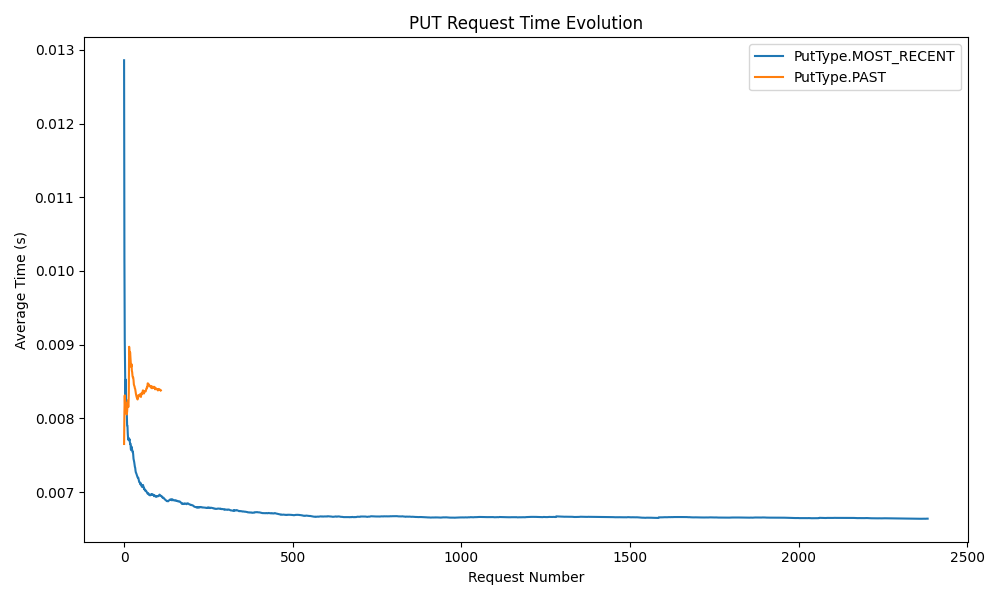 PUT Request Time Evolution
PutType.MOST_RECENT
PutType.PAST
Average Time (s)
0.013
0.012
0.011
0.010
0.009
0.008
0.007
0
500
1000
1500
2000
2500
Request Number